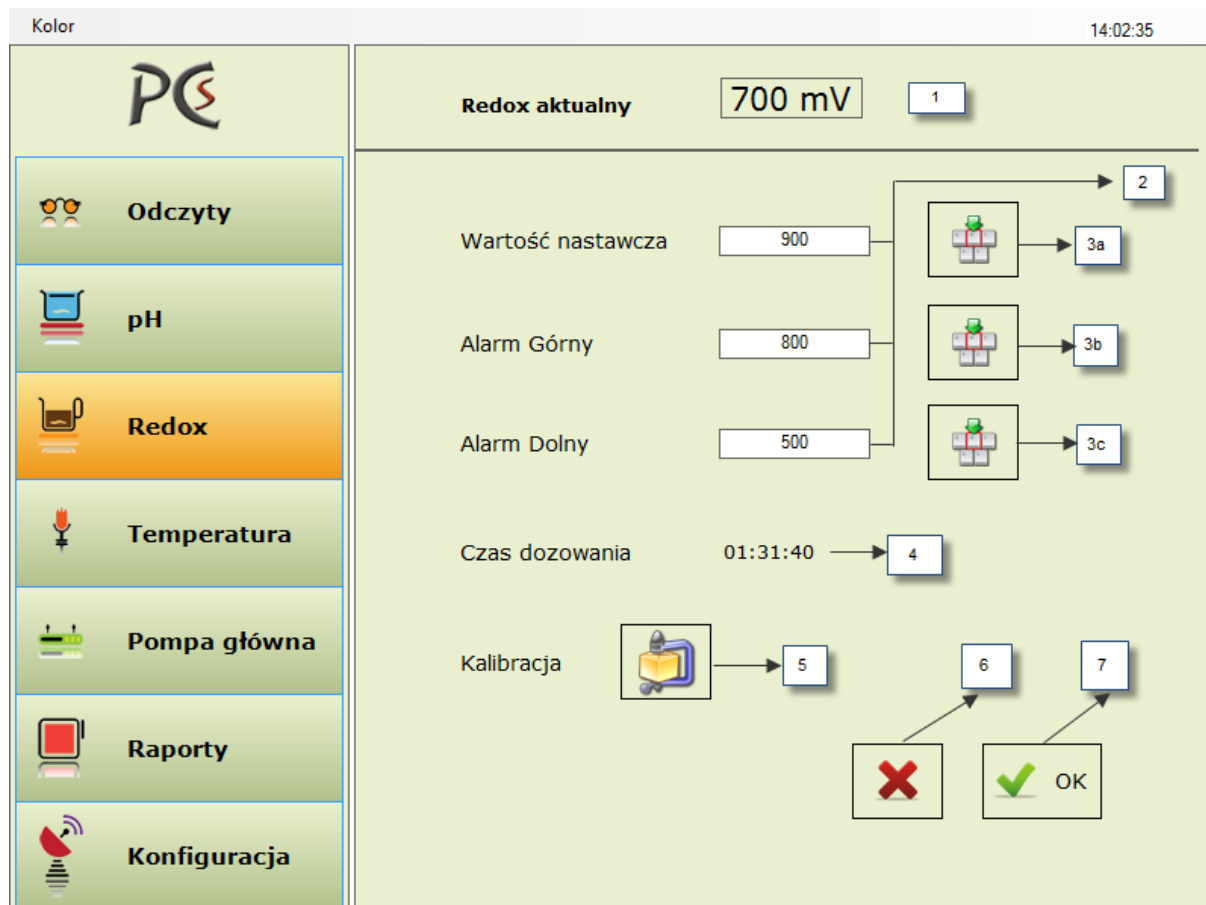 Kolor
14:02:35
PCs
Odczyty
pH
Redox
Temperatura
Pompa główna
Raporty
Konfiguracja
Redox aktualny 700 mV 1
2
Wartość nastawcza 900 3a
Alarm Górny 800 3b
Alarm Dolny 500 3c
Czas dozowania 01:31:40 4
Kalibracja 5 6 7
OK